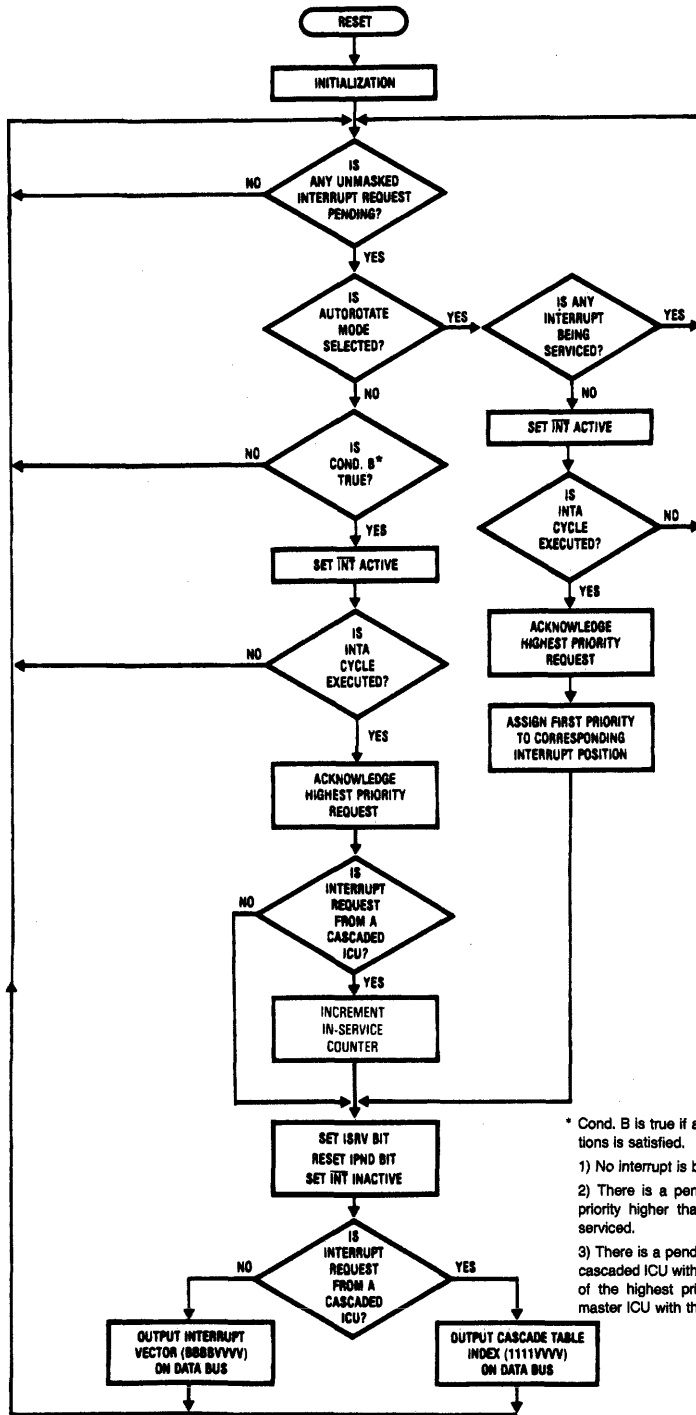 RESET
INITIALIZATION
IS
ANY UNMASKED
INTERRUPT REQUEST
PENDING?
NO
YES
IS
AUTOROTATE
MODE
SELECTED?
YES
NO
IS ANY
INTERRUPT
BEING
SERVICED?
YES
NO
SET INT ACTIVE
IS
INTA
CYCLE
EXECUTED?
NO
YES
ACKNOWLEDGE
HIGHEST PRIORITY
REQUEST
ASSIGN FIRST PRIORITY
TO CORRESPONDING
INTERRUPT POSITION
IS
COND. B*
TRUE?
NO
YES
SET INT ACTIVE
IS
INTA
CYCLE
EXECUTED?
NO
YES
ACKNOWLEDGE
HIGHEST PRIORITY
REQUEST
IS
INTERRUPT
REQUEST
FROM A
CASCADED
ICU?
NO
YES
INCREMENT
IN-SERVICE
COUNTER
SET ISRV BIT
RESET IPND BIT
SET INT INACTIVE
IS
INTERRUPT
REQUEST
FROM A
CASCADED
ICU?
NO
YES
OUTPUT INTERRUPT
VECTOR (BBBBVVVV)
ON DATA BUS
OUTPUT CASCADE TABLE
INDEX (1111VVVV)
ON DATA BUS
* Cond. B is true if a
tions is satisfied.
1) No interrupt is b
2) There is a pen
priority higher tha
serviced.
3) There is a pend
cascaded ICU with
of the highest pri
master ICU with th